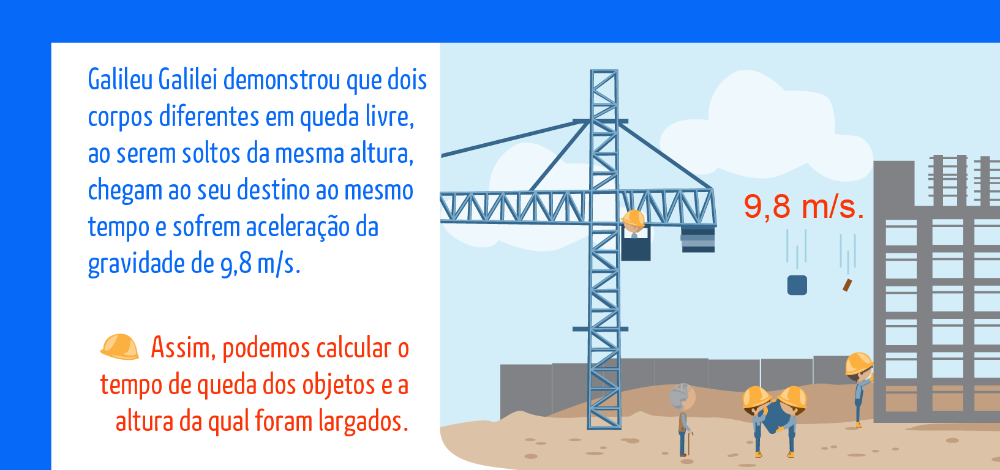 Galileu Galilei demonstrou que dois
corpos diferentes em queda livre,
ao serem soltos da mesma altura,
chegam ao seu destino ao mesmo
tempo e sofrem aceleração da
gravidade de 9,8 m/s.
Assim, podemos calcular o
tempo de queda dos objetos e a
altura da qual foram largados.
9,8 m/s.